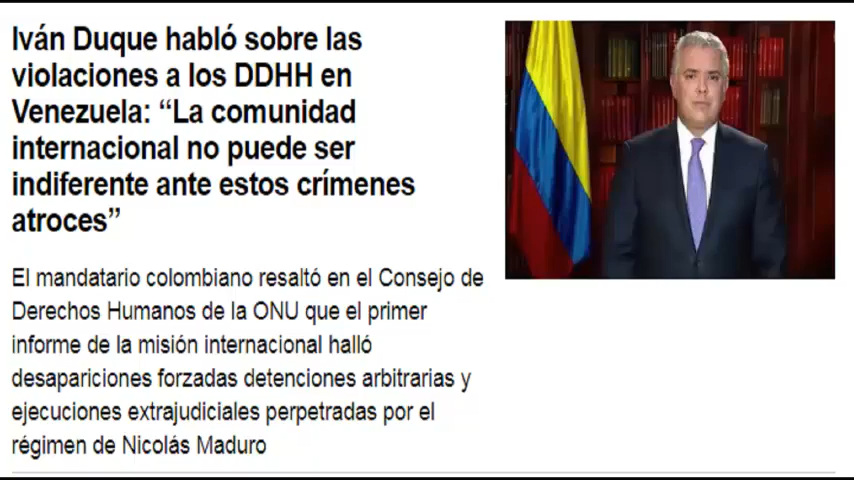 Iván Duque habló sobre las
violaciones a los DDHH en
Venezuela: “La comunidad
internacional no puede ser
indiferente ante estos crímenes
atroces”
El mandatario colombiano resaltó en el Consejo de
Derechos Humanos de la ONU que el primer
informe de la misión internacional halló
desapariciones forzadas detenciones arbitrarias y
ejecuciones extrajudiciales perpetradas por el
régimen de Nicolás Maduro